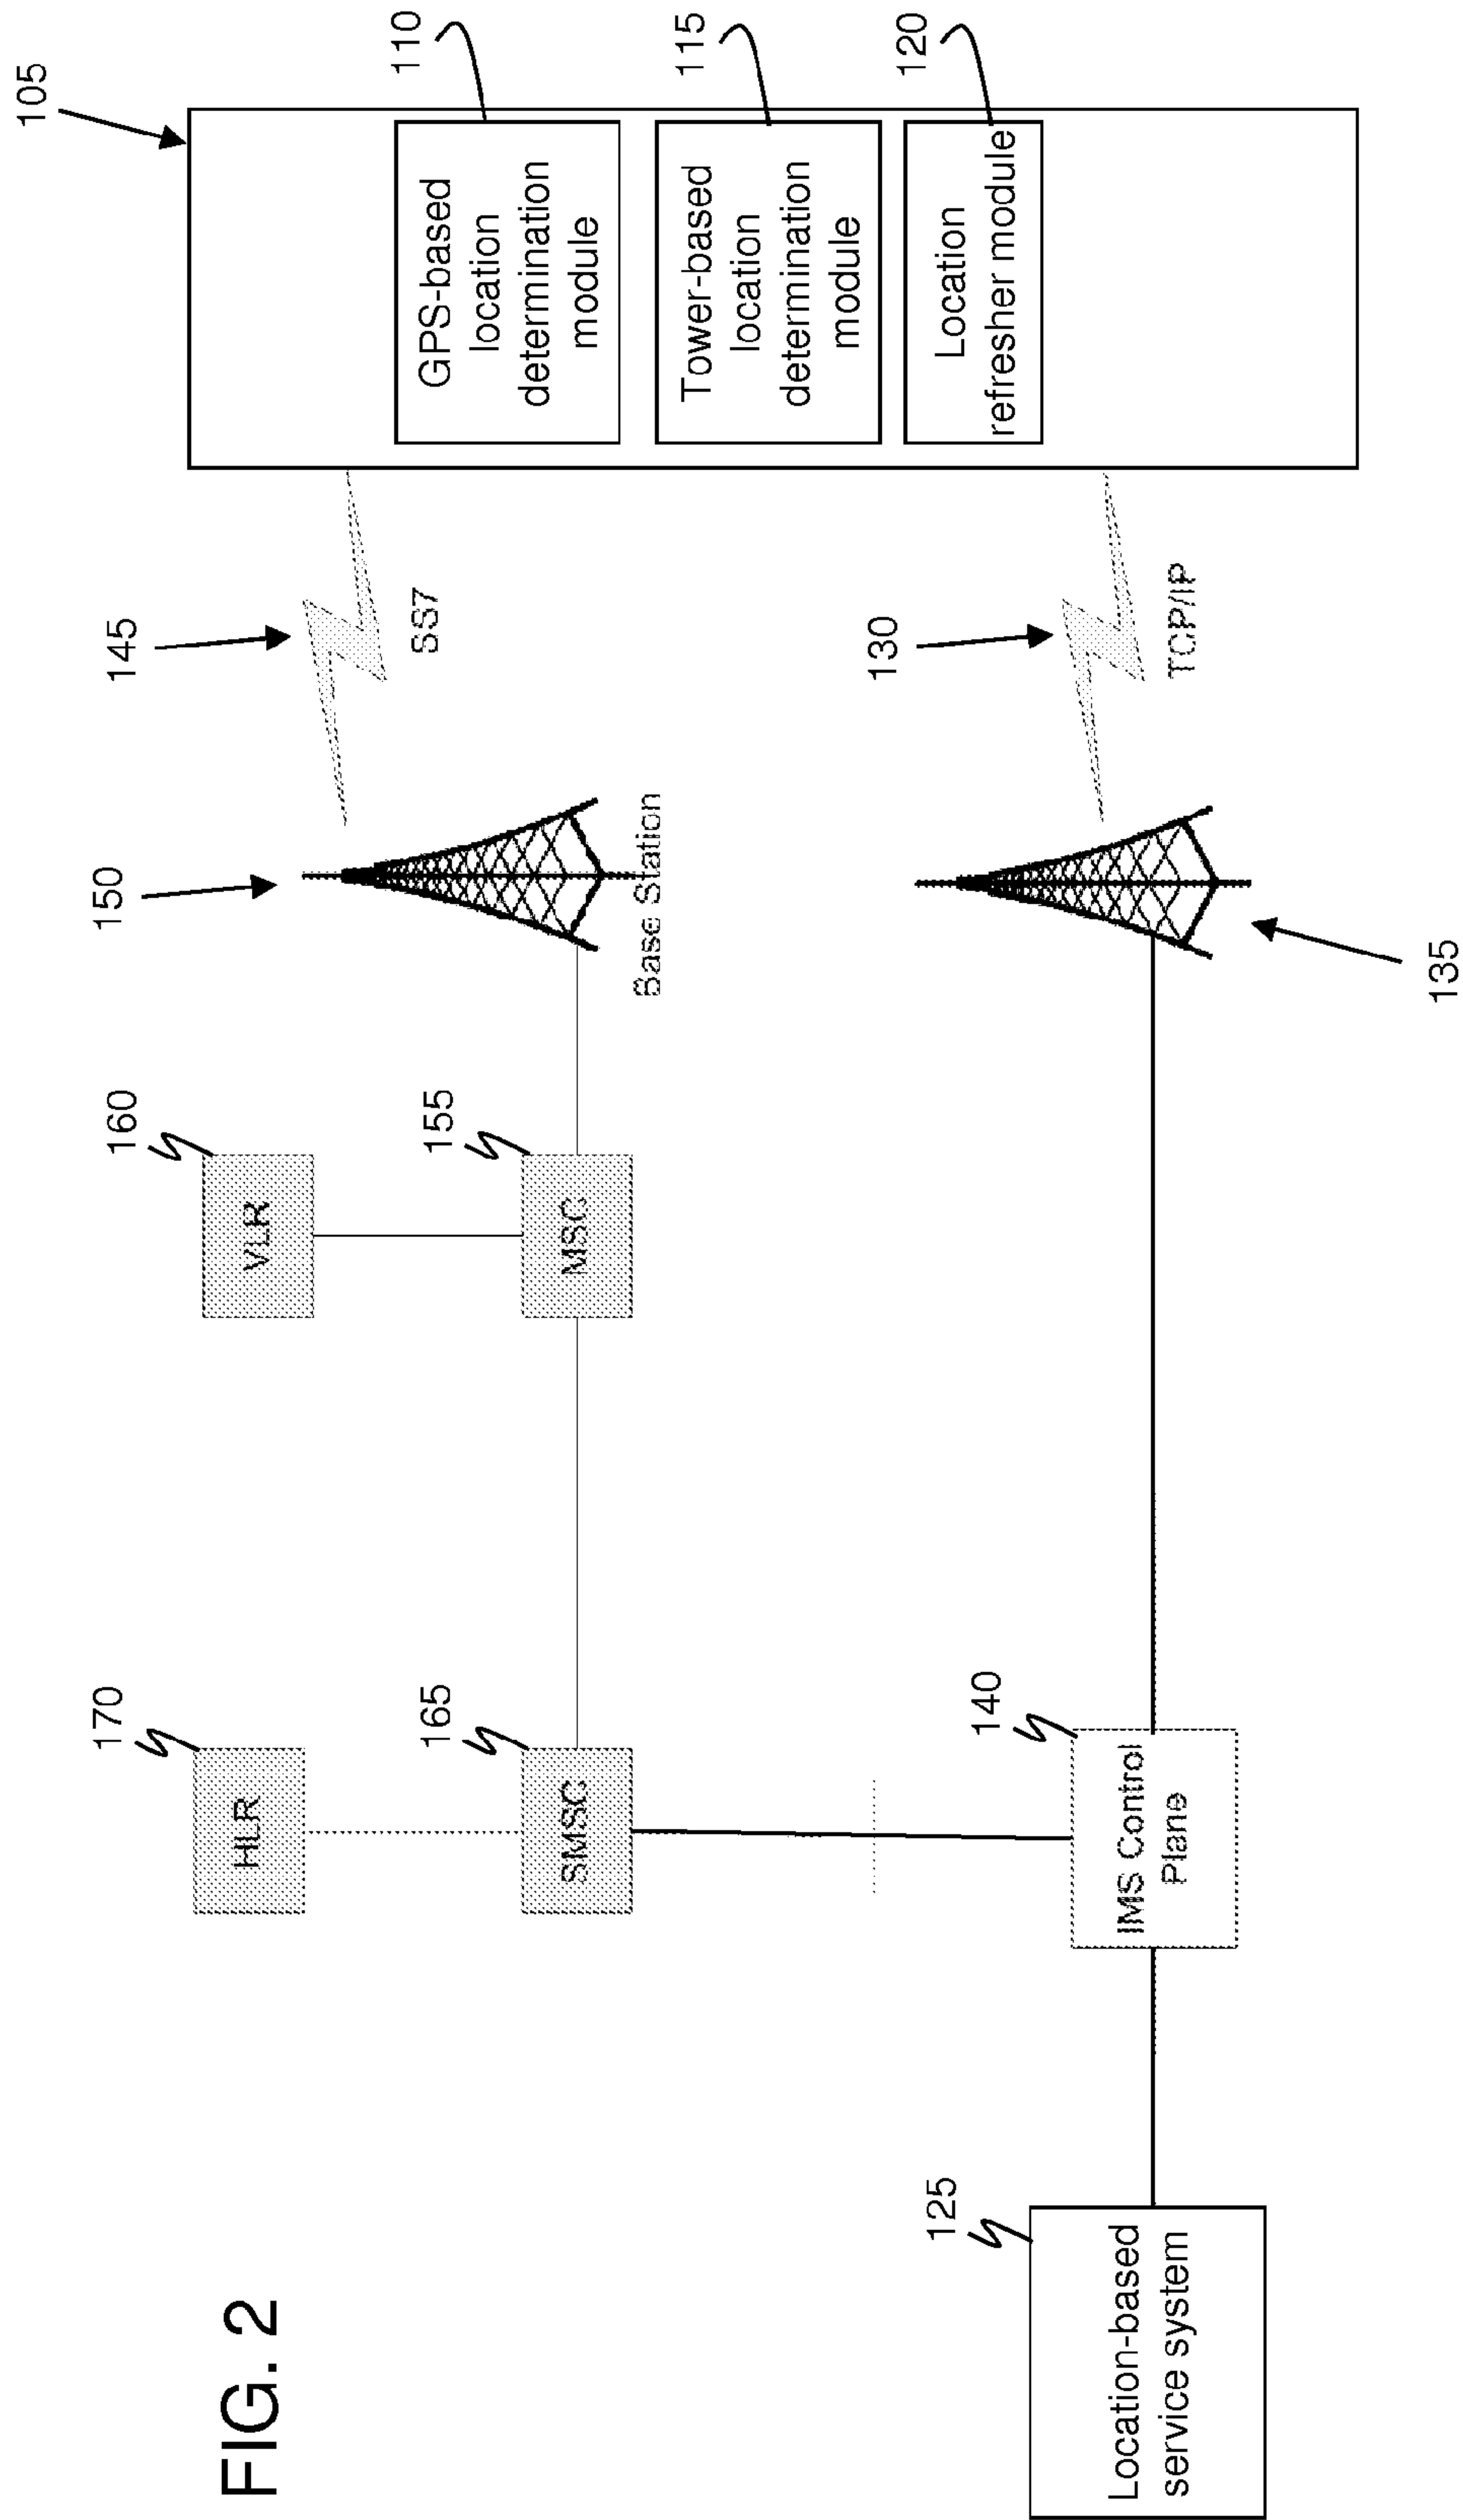 FIG. 2
170
HLR
160
VLR
150
145
105
165
SMSC
155
MSC
Base Station
SS7
110
GPS-based
location
determination
module
115
Tower-based
location
determination
module
120
Location
refresher module
125
Location-based
service system
140
IMS Control
Plane
135
130
TCP/IP